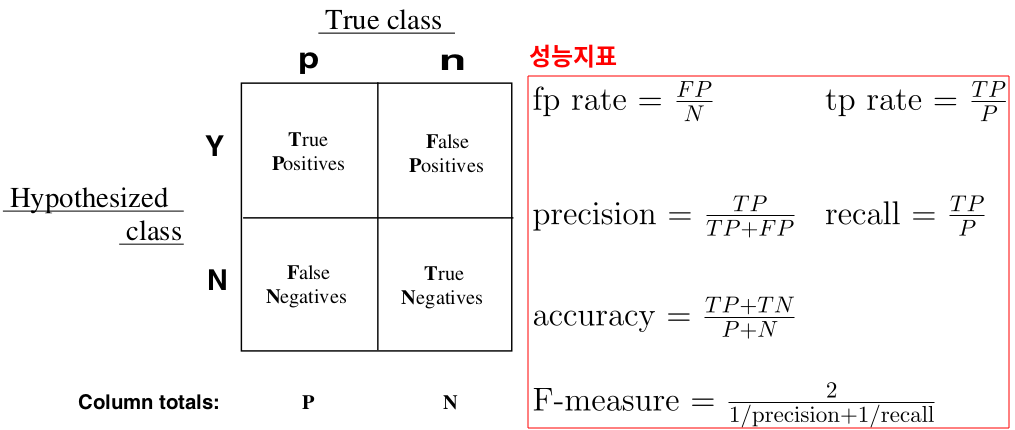 True class
p n
성능지표
fp rate = FP/N tp rate = TP/P
Y
True Positives
False Positives
Hypothesized class
precision = TP/TP+FP recall = TP/P
N
False Negatives
True Negatives
accuracy = TP+TN/P+N
Column totals: P N
F-measure = 2/1/precision+1/recall